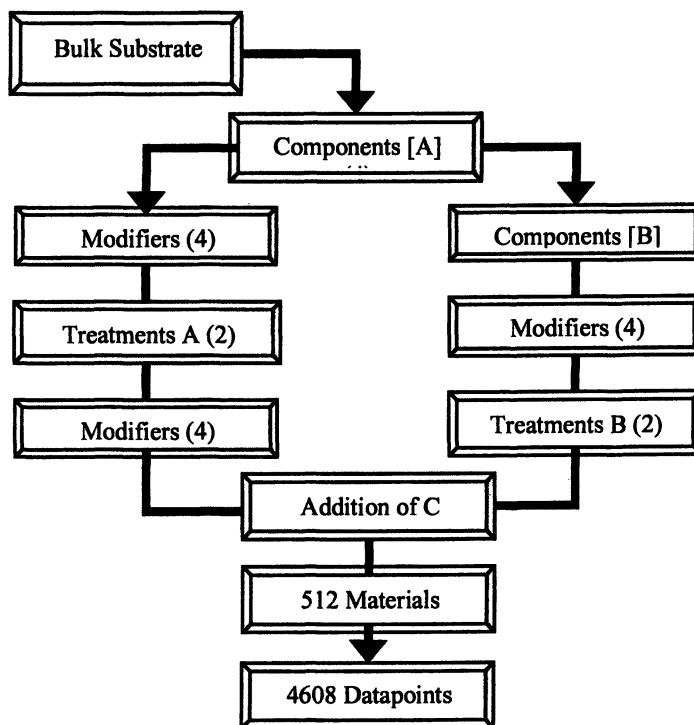 Bulk Substrate
Components [A]
Modifiers (4)
Components [B]
Treatments A (2)
Modifiers (4)
Modifiers (4)
Treatments B (2)
Addition of C
512 Materials
4608 Datapoints